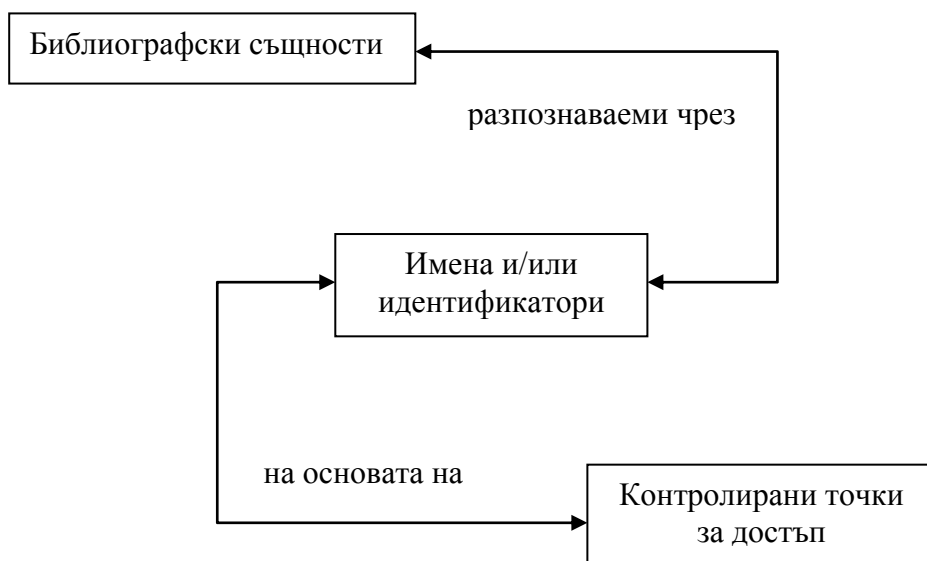 Библиографски същности
разпознаваеми чрез
Имена и/или
идентификатори
на основата на
Контролирани точки
за достъп